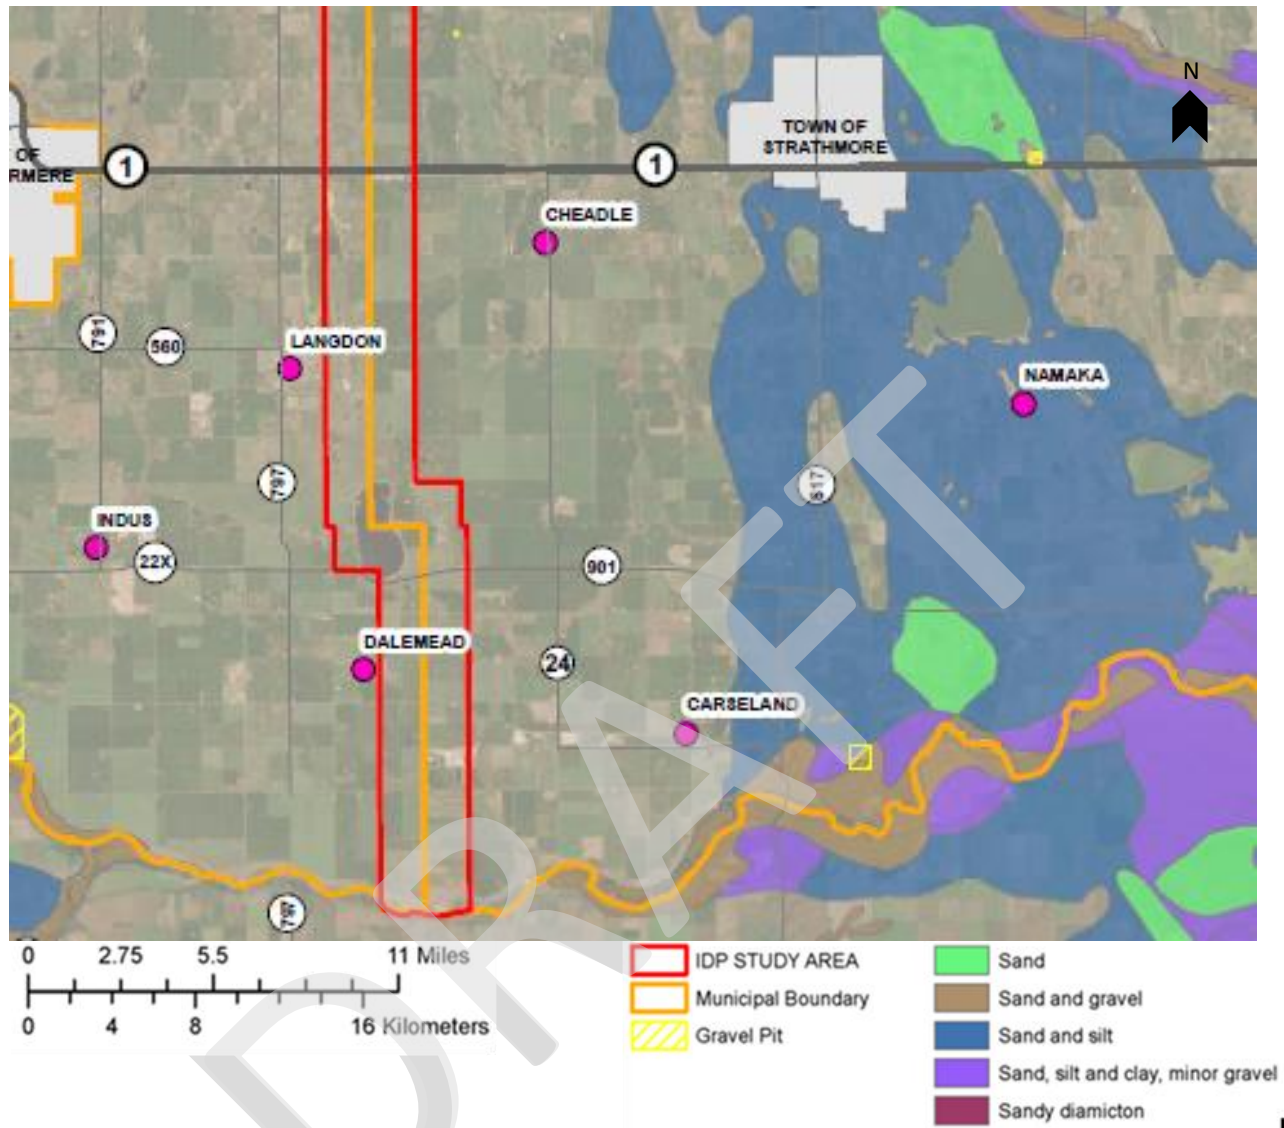 N
TOWN OF
STRATHMORE
OF
RMERE
1
1
CHEADLE
791
560
LANGDON
NAMAKA
797
817
INDUS
22X
901
DALEMEAD
24
CARSELAND
797
DRAFT
0 2.75 5.5 11 Miles
0 4 8 16 Kilometers
IDP STUDY AREA
Municipal Boundary
Gravel Pit
Sand
Sand and gravel
Sand and silt
Sand, silt and clay, minor gravel
Sandy diamicton